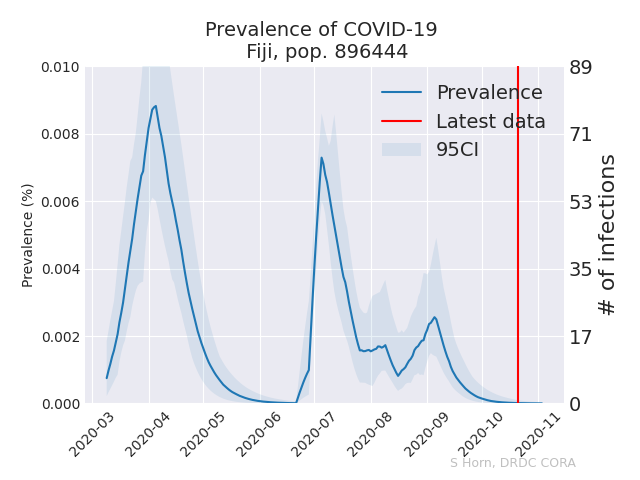 Prevalence of COVID-19
Fiji, pop. 896444
Prevalence
Latest data
95CI
Prevalence (%)
0.010
0.008
0.006
0.004
0.002
0.000
89
71
53
35
17
0
# of infections
2020-03
2020-04
2020-05
2020-06
2020-07
2020-08
2020-09
2020-10
2020-11
S Horn, DRDC CORA